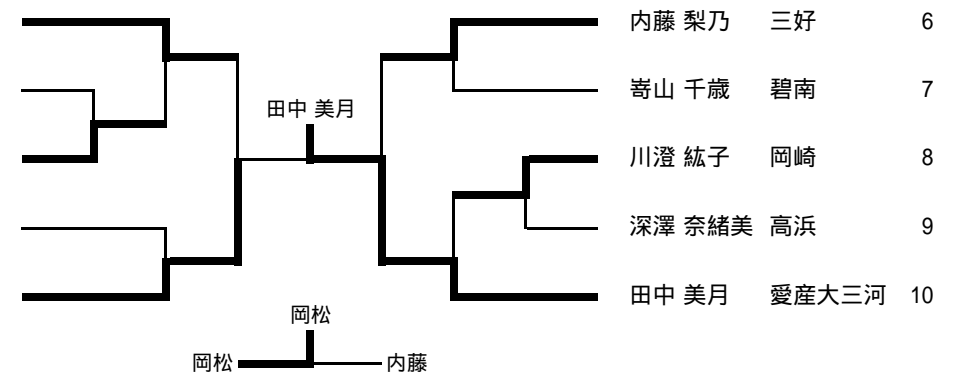 内藤 梨乃 三好 6
嵜山 千歳 碧南 7
田中 美月
川澄 紘子 岡崎 8
深澤 奈緒美 高浜 9
田中 美月 愛産大三河 10
岡松
岡松 内藤